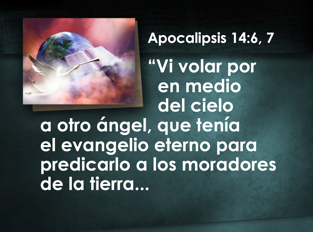 Apocalipsis 14:6, 7
“Vi volar por
en medio
del cielo
a otro ángel, que tenía
el evangelio eterno para
predicarlo a los moradores
de la tierra...